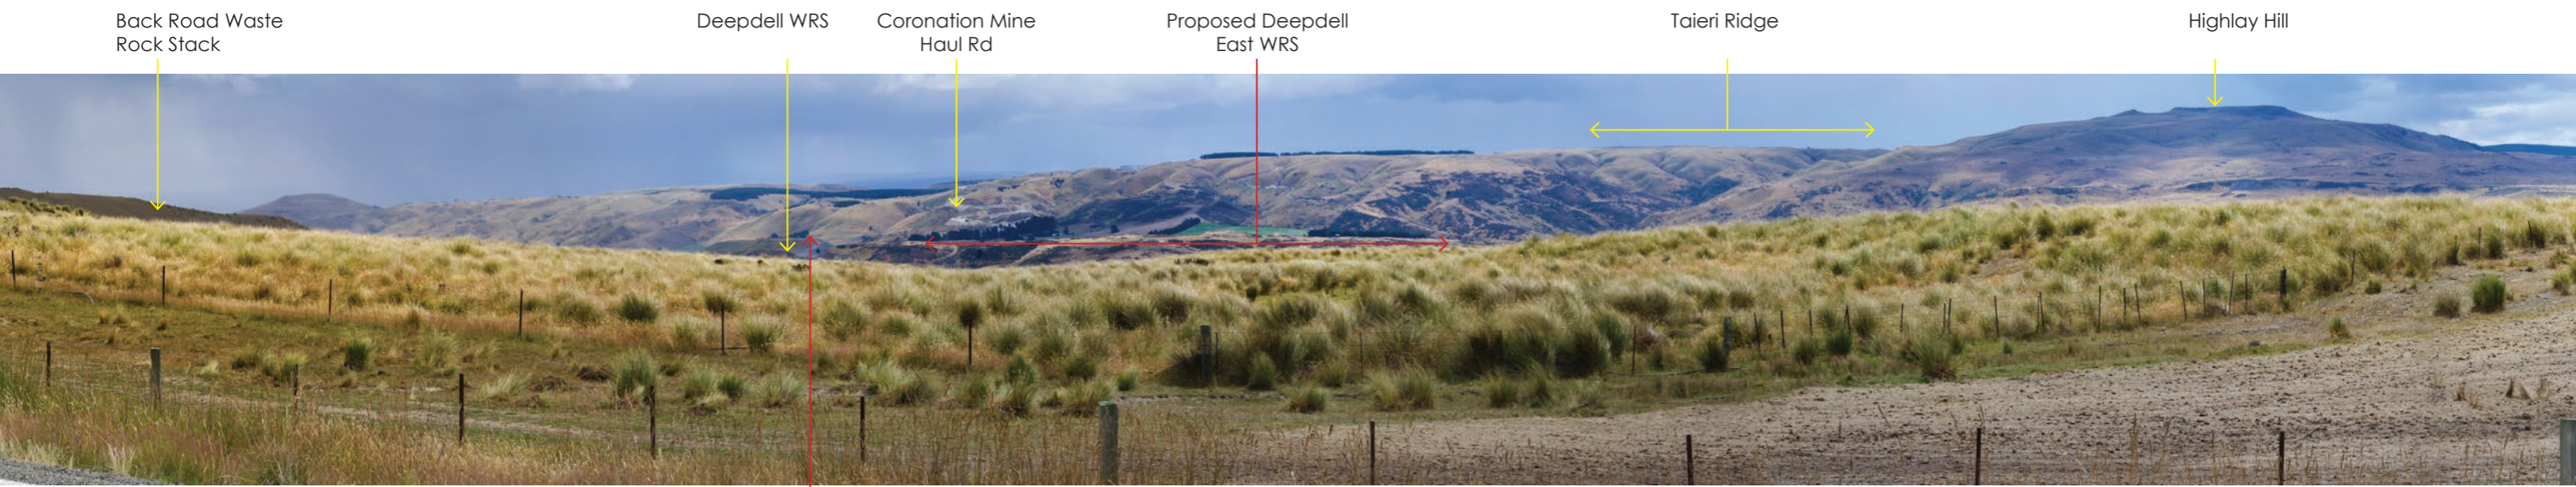 Back Road Waste
Rock Stack
Deepdell WRS
Coronation Mine
Haul Rd
Proposed Deepdell
East WRS
Taieri Ridge
Highlay Hill